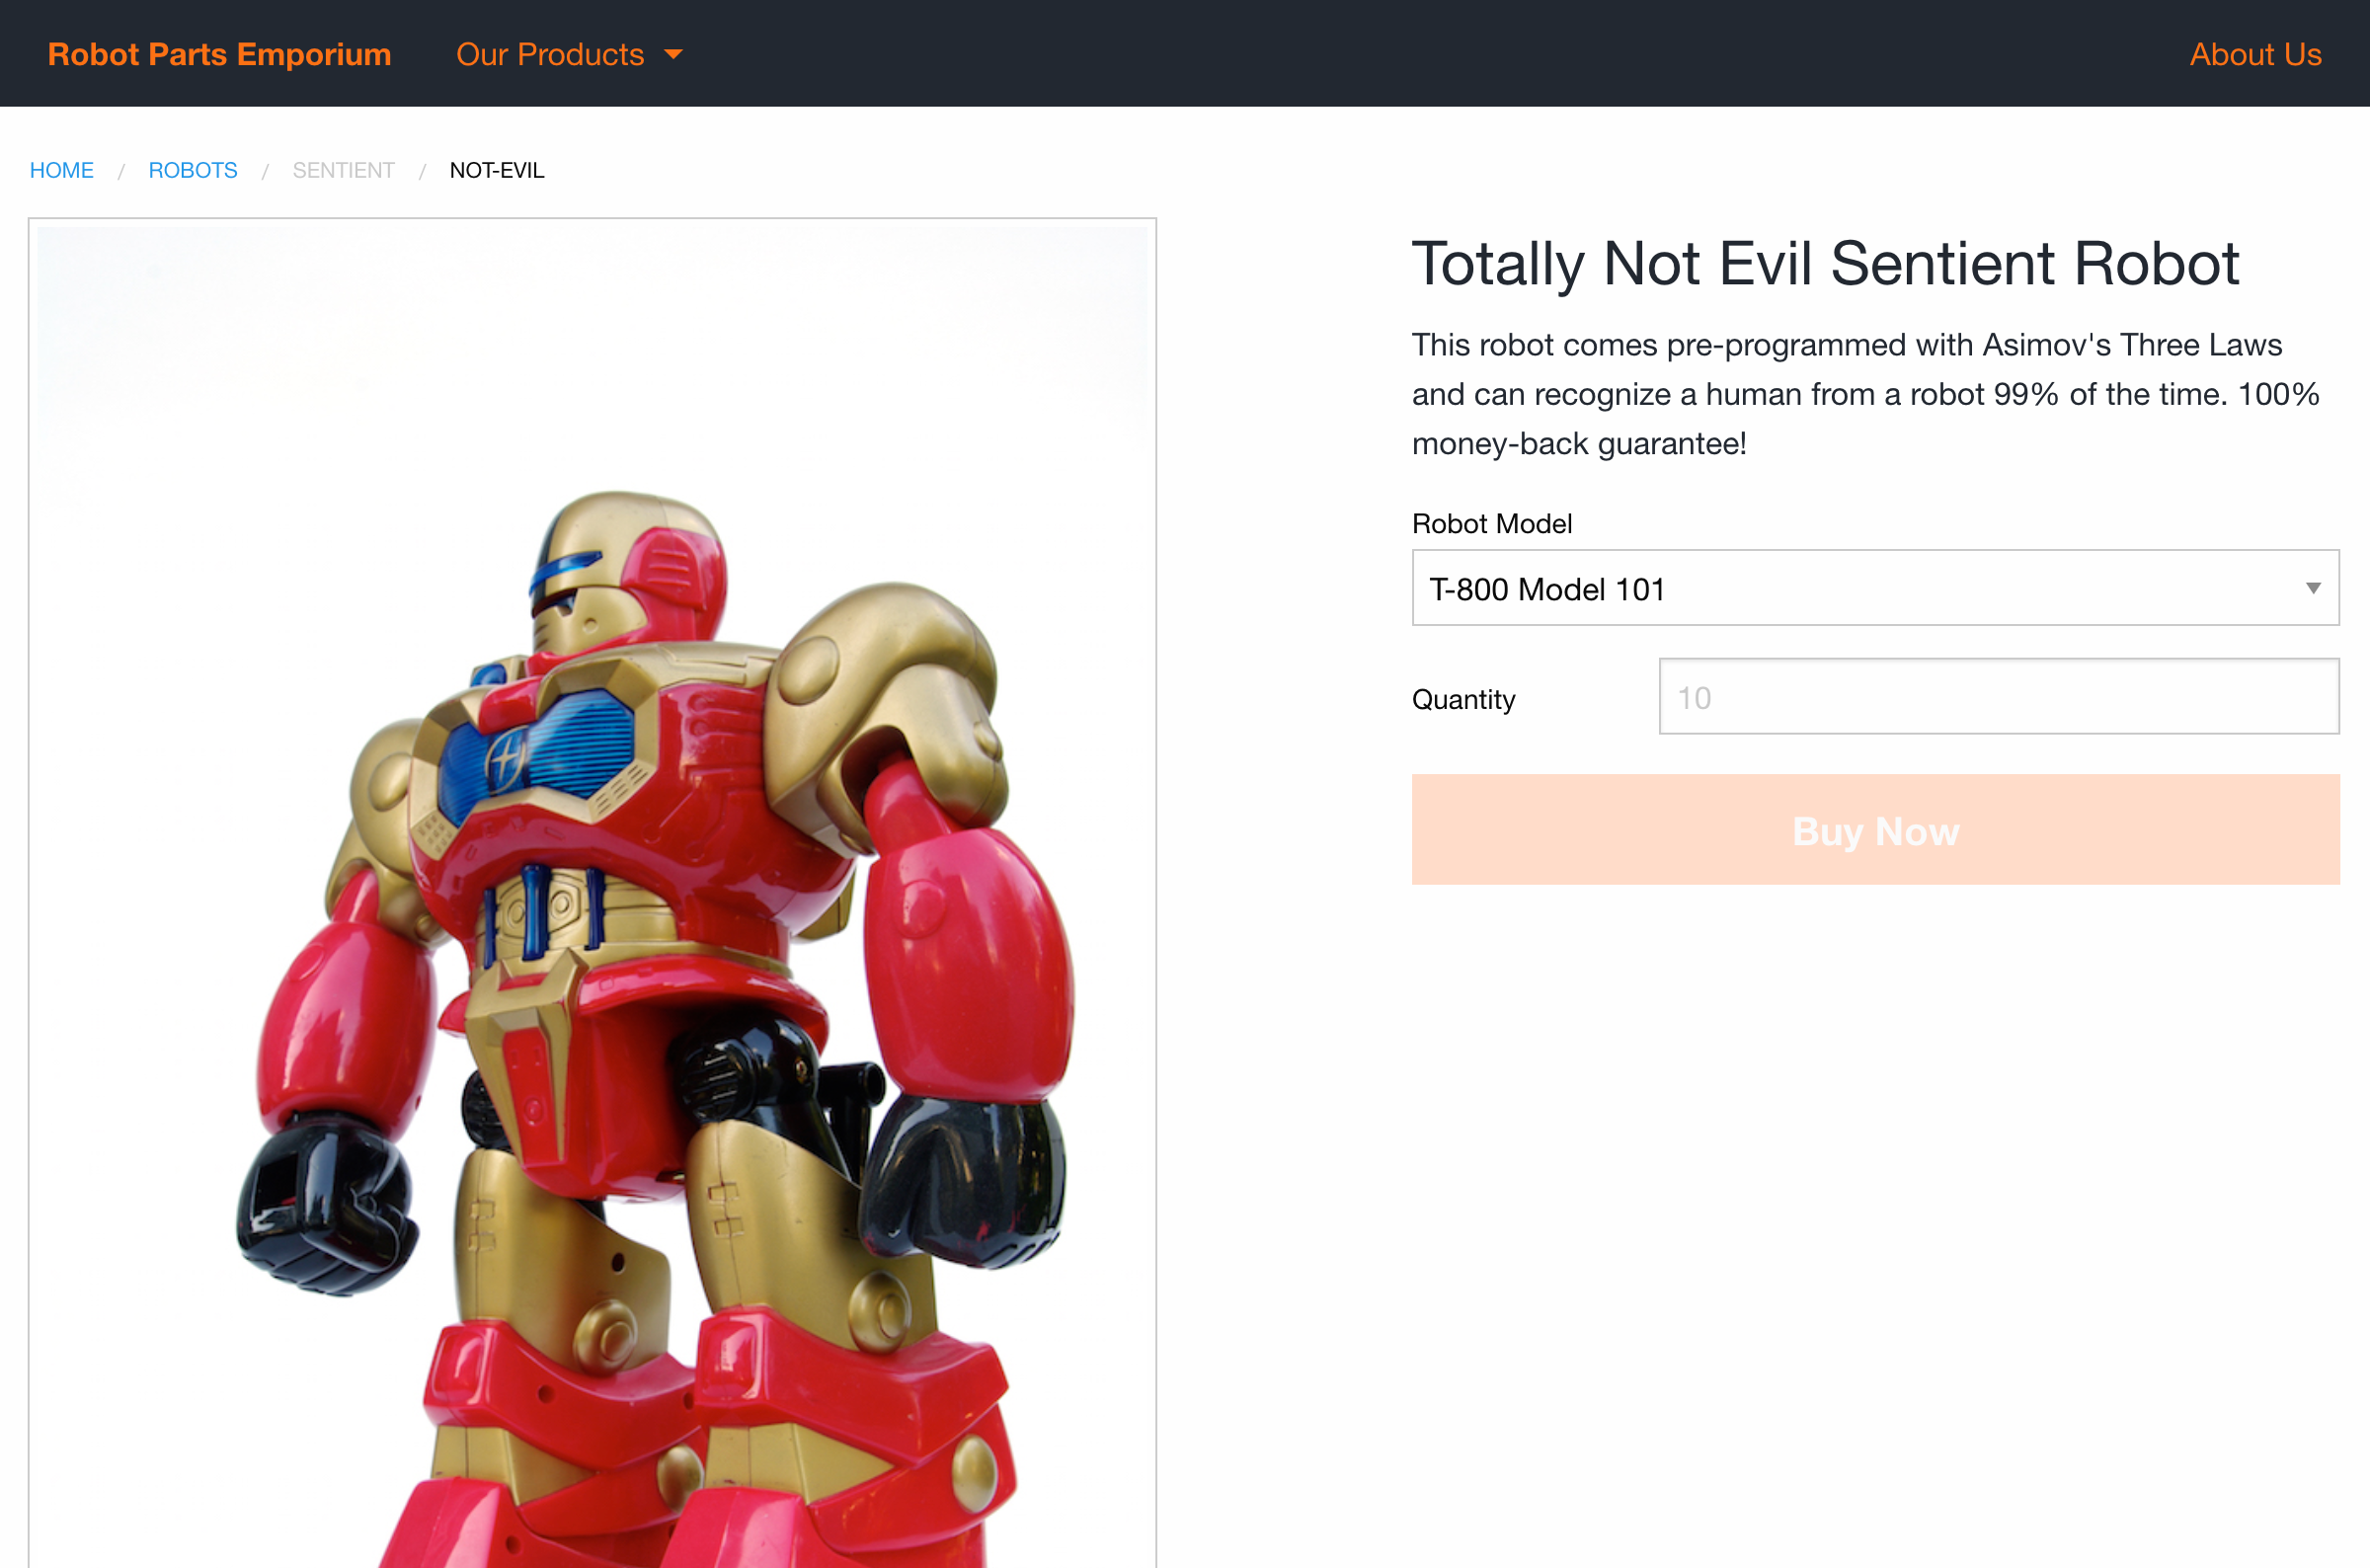 Robot Parts Emporium Our Products About Us
HOME / ROBOTS / SENTIENT / NOT-EVIL
Totally Not Evil Sentient Robot
This robot comes pre-programmed with Asimov's Three Laws
and can recognize a human from a robot 99% of the time. 100%
money-back guarantee!
Robot Model
T-800 Model 101
Quantity 10
Buy Now